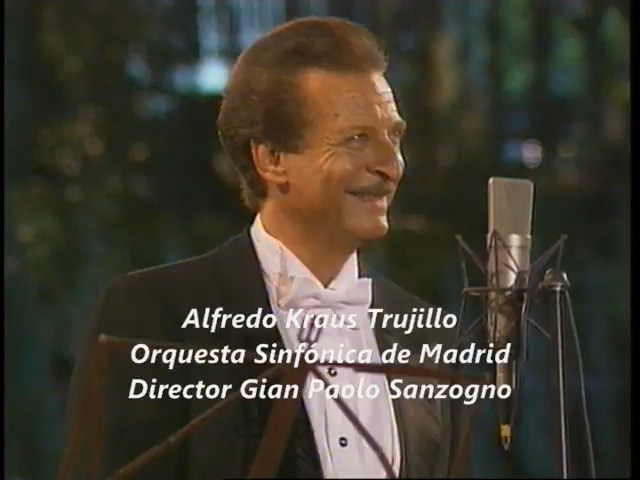 Alfredo Kraus Trujillo
Orquesta Sinfónica de Madrid
Director Gian Paolo Sanzogno